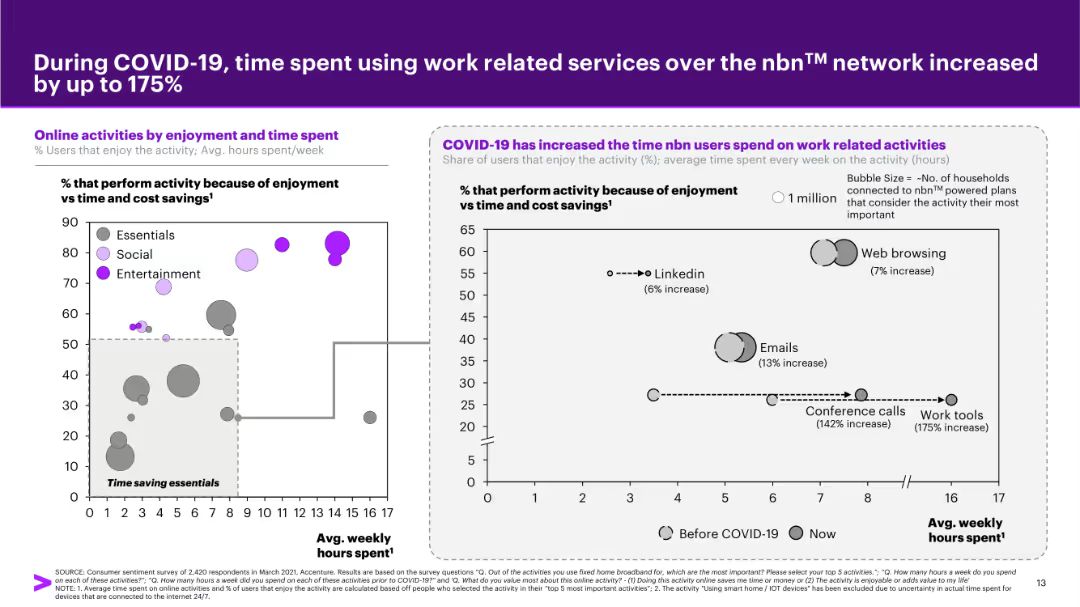 During COVID-19, time spent using work related services over the nbn™ network increased
by up to 175%
Online activities by enjoyment and time spent
% Users that enjoy the activity; Avg. hours spent/week
% that perform activity because of enjoyment
vs time and cost savings¹
90
80
70
60
50
40
30
20
10
0
Essentials
Social
Entertainment
Time saving essentials
0 1 2 3 4 5 6 7 8 9 10 11 12 13 14 15 16 17
Avg. weekly
hours spent¹
COVID-19 has increased the time nbn users spend on work related activities
Share of users that enjoy the activity (%); average time spent every week on the activity (hours)
% that perform activity because of enjoyment
vs time and cost savings¹
1 million
Bubble Size = ~No. of households
connected to nbn™ powered plans
that consider the activity their most
important
65
60
55
50
45
40
35
30
25
20
5
0
Web browsing
(7% increase)
Linkedin
(6% increase)
Emails
(13% increase)
Conference calls
(142% increase)
Work tools
(175% increase)
0 1 2 3 4 5 6 7 8 16 17
Before COVID-19
Now
Avg. weekly
hours spent¹
SOURCE: Consumer sentiment survey of 2,420 respondents in March 2021, Accenture. Results are based on the survey questions "Q. Out of the activities you use fixed home broadband for, which are the most important? Please select your top 5 activities."; "Q. How many hours a week do you spend
on each of these activities?"; "Q. How many hours a week did you spend on each of these activities prior to COVID-19?" and 'Q. What do you value most about this online activity? - (1) Doing this activity online saves me time or money or (2) The activity is enjoyable or adds value to my life'
NOTE: 1. Average time spent on online activities and % of users that enjoy the activity are calculated based off people who selected the activity in their "top 5 most important activities"; 2. The activity "Using smart home / IOT devices" has been excluded due to uncertainty in actual time spent for
devices that are connected to the internet 24/7.
13